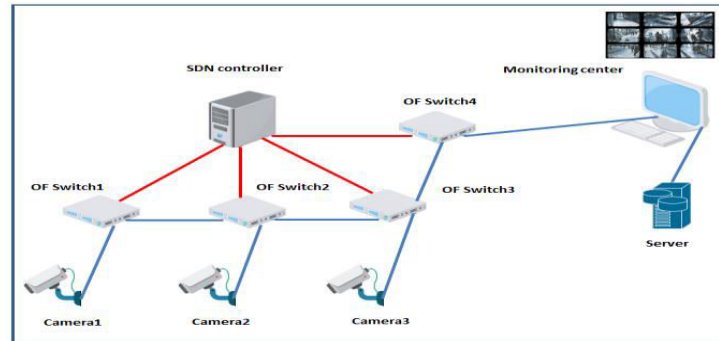 SDN controller
Monitoring center
OF Switch4
OF Switch1
OF Switch2
OF Switch3
Server
Camera1
Camera2
Camera3